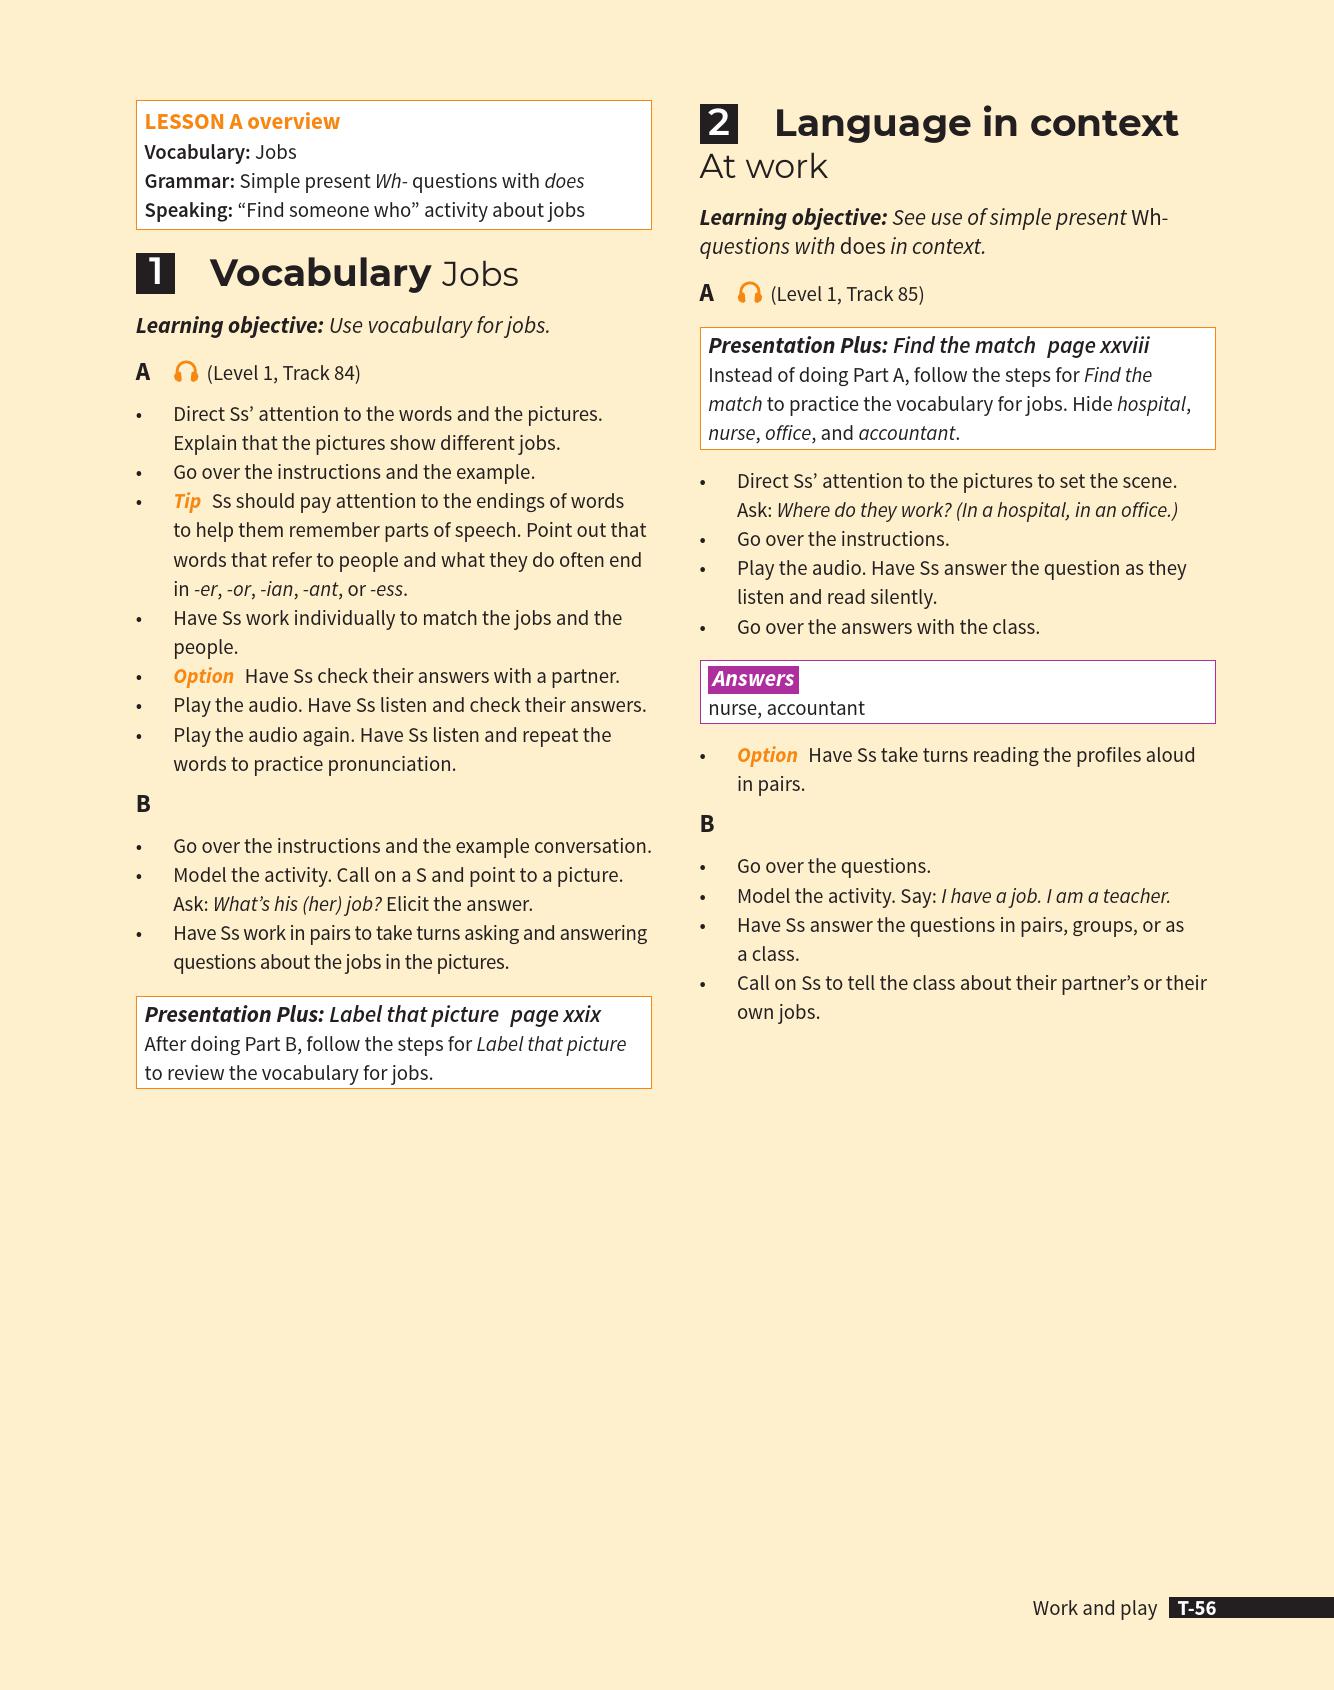 LESSON A overview
Vocabulary: Jobs
Grammar: Simple present Wh- questions with does
Speaking: “Find someone who” activity about jobs
1 Vocabulary Jobs
Learning objective: Use vocabulary for jobs.
A (Level 1, Track 84)
• Direct Ss’ attention to the words and the pictures.
Explain that the pictures show different jobs.
• Go over the instructions and the example.
• Tip Ss should pay attention to the endings of words
to help them remember parts of speech. Point out that
words that refer to people and what they do often end
in -er, -or, -ian, -ant, or -ess.
• Have Ss work individually to match the jobs and the
people.
• Option Have Ss check their answers with a partner.
• Play the audio. Have Ss listen and check their answers.
• Play the audio again. Have Ss listen and repeat the
words to practice pronunciation.
B
• Go over the instructions and the example conversation.
• Model the activity. Call on a S and point to a picture.
Ask: What’s his (her) job? Elicit the answer.
• Have Ss work in pairs to take turns asking and answering
questions about the jobs in the pictures.
Presentation Plus: Label that picture page xxix
After doing Part B, follow the steps for Label that picture
to review the vocabulary for jobs.
2 Language in context
At work
Learning objective: See use of simple present Wh-
questions with does in context.
A (Level 1, Track 85)
Presentation Plus: Find the match page xxviii
Instead of doing Part A, follow the steps for Find the
match to practice the vocabulary for jobs. Hide hospital,
nurse, office, and accountant.
• Direct Ss’ attention to the pictures to set the scene.
Ask: Where do they work? (In a hospital, in an office.)
• Go over the instructions.
• Play the audio. Have Ss answer the question as they
listen and read silently.
• Go over the answers with the class.
Answers
nurse, accountant
• Option Have Ss take turns reading the profiles aloud
in pairs.
B
• Go over the questions.
• Model the activity. Say: I have a job. I am a teacher.
• Have Ss answer the questions in pairs, groups, or as
a class.
• Call on Ss to tell the class about their partner’s or their
own jobs.
Work and play T-56